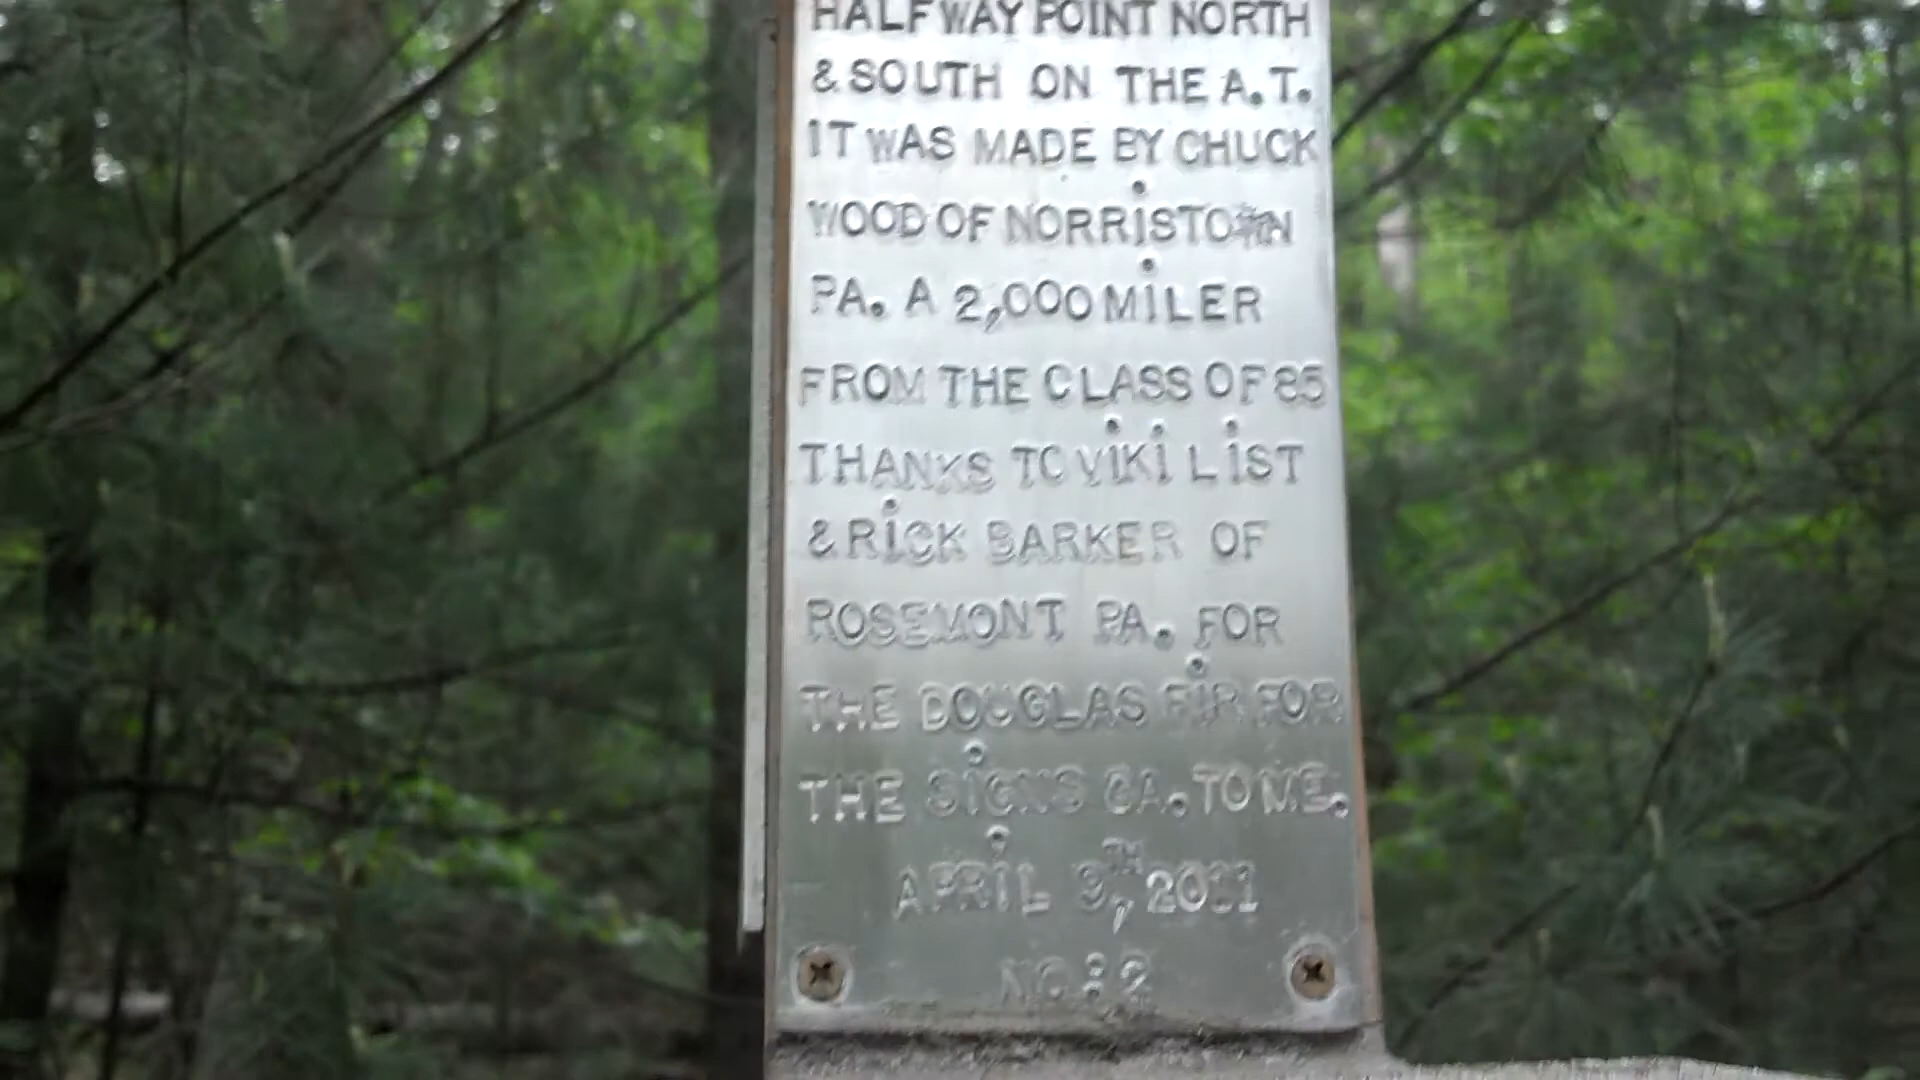 HALFWAY POINT NORTH
& SOUTH ON THE A.T.
IT WAS MADE BY CHUCK
WOOD OF NORRISTOWN
PA. A 2,000 MILER
FROM THE CLASS OF 85
THANKS TO VIKI LIST
& RICK BARKER OF
ROSEMONT PA. FOR
THE DOUGLAS FIR FOR
THE SIGNS GA. TO ME.
APRIL 9TH, 2011
NO